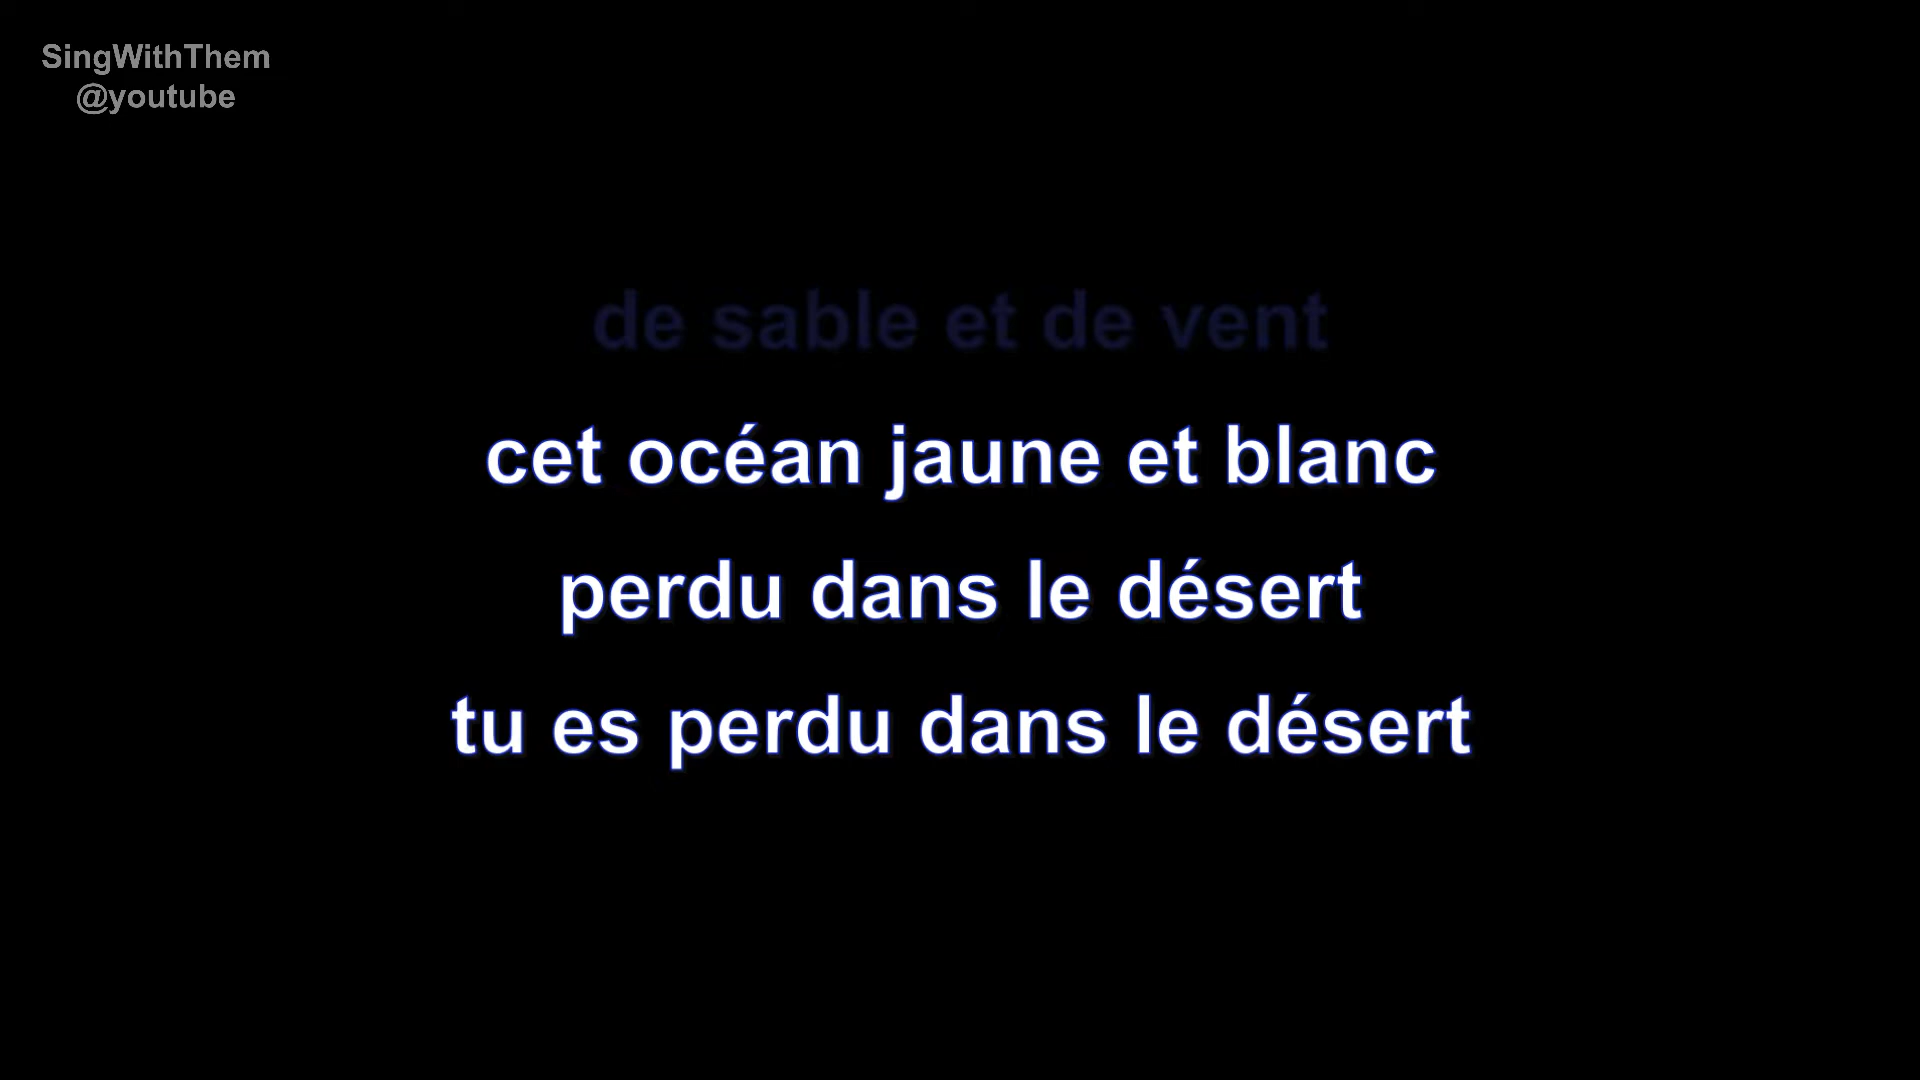 SingWithThem
@youtube
de sable et de vent
cet océan jaune et blanc
perdu dans le désert
tu es perdu dans le désert